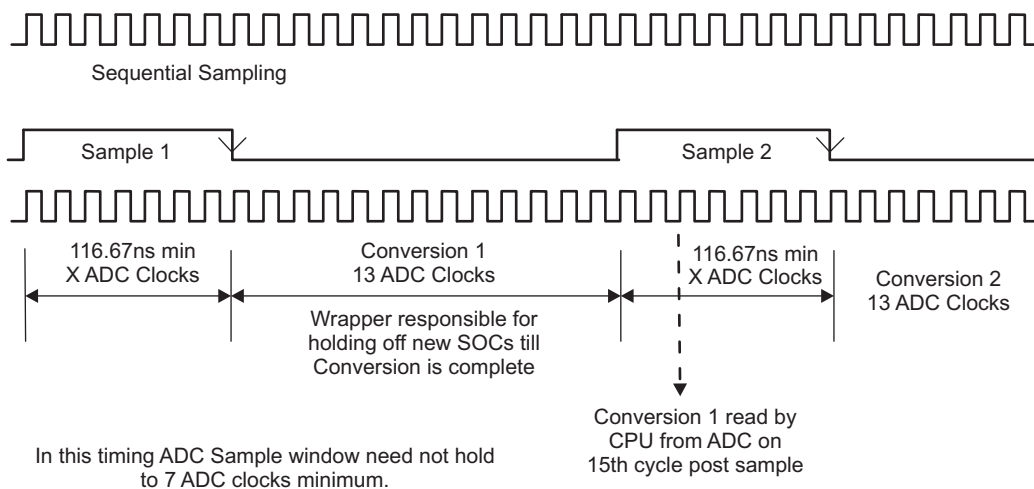 Sequential Sampling
Sample 1
Sample 2
116.67ns min
X ADC Clocks
Conversion 1
13 ADC Clocks
116.67ns min
X ADC Clocks
Conversion 2
13 ADC Clocks
Wrapper responsible for
holding off new SOCs till
Conversion is complete
Conversion 1 read by
CPU from ADC on
15th cycle post sample
In this timing ADC Sample window need not hold
to 7 ADC clocks minimum.